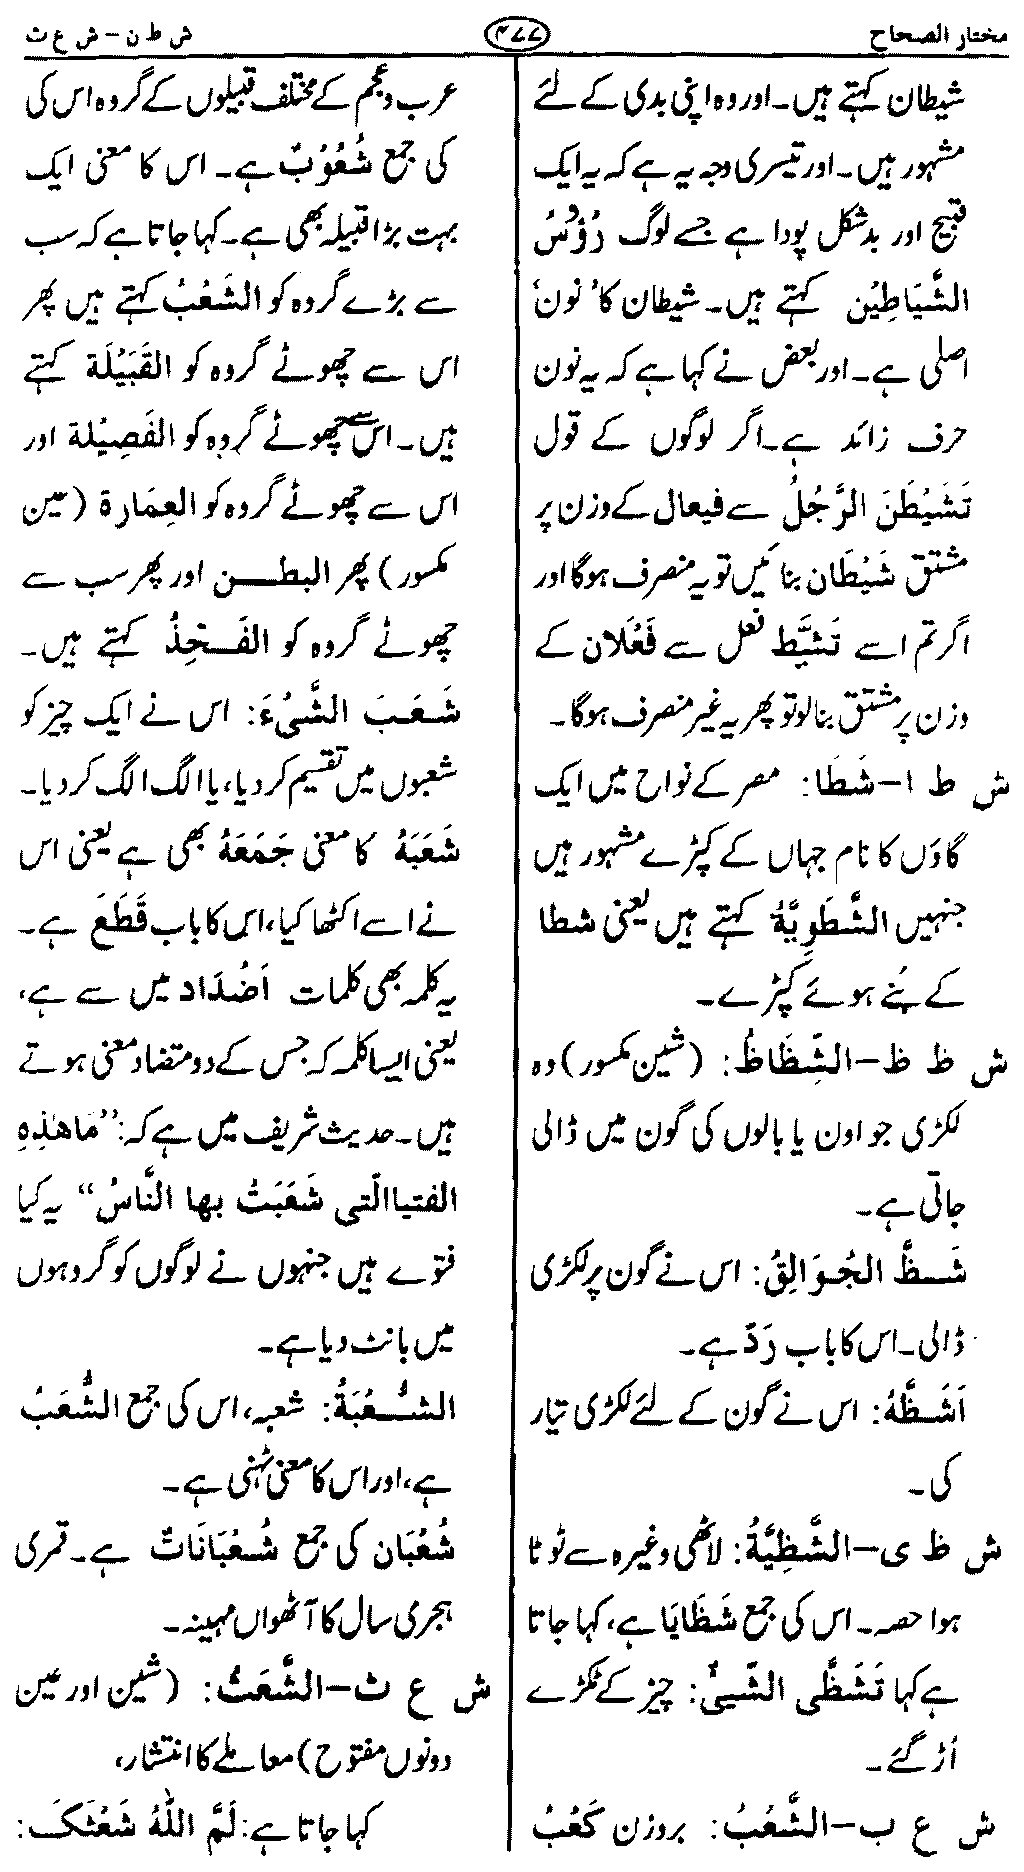 مختار الصحاح
۴۷۷
ش ط ن – ش ع ث
شیطان کہتے ہیں۔ اور وہ اپنی بدی کے لئے
مشہور ہیں۔ اور تیسری وجہ یہ ہے کہ یہ ایک
قبیح اور بدشکل پودا ہے جسے لوگ رُؤُسُ
الشَّیَاطِیْن کہتے ہیں۔ شیطان کا 'نون'
اصلی ہے۔ اور بعض نے کہا ہے کہ یہ نون
حرف زائد ہے۔ اگر لوگوں کے قول
تَشَیْطَنَ الرَّجُلُ سے فیعال کے وزن پر
مشتق شَیْطَان بنائیں تو یہ منصرف ہوگا اور
اگر تم اسے تَشَیَّط فعل سے فَعْلَان کے
وزن پر مشتق بنالو تو پھر یہ غیر منصرف ہوگا۔
ش ط ا – شَطَا: مصر کے نواح میں ایک
گاؤں کا نام جہاں کے کپڑے مشہور ہیں
جنہیں الشَّطَوِیَّۃُ کہتے ہیں یعنی شطا
کے بُنے ہوئے کپڑے۔
ش ظ ظ – الشِّظَاظُ: (شین مکسور) وہ
لکڑی جو اون یا بالوں کی گون میں ڈالی
جاتی ہے۔
شَظَّ الجُوَالِقُ: اس نے گون پر لکڑی
ڈالی۔ اس کا باب رَدّ ہے۔
اَشَظَّہُ: اس نے گون کے لئے لکڑی تیار
کی۔
ش ظ ی – الشَّظِیَّۃُ: لاٹھی وغیرہ سے ٹوٹا
ہوا حصہ۔ اس کی جمع شَظَایَا ہے، کہا جاتا
ہے کہا تَشَظَّی الشَّییُٔ: چیز کے ٹکڑے
اُڑ گئے۔
ش ع ب – الشَّعْبُ: بروزن کَعْبُ
عرب و عجم کے مختلف قبیلوں کے گروہ اس کی
کی جمع شُعُوْبٌ ہے۔ اس کا معنی ایک
بہت بڑا قبیلہ بھی ہے۔ کہا جاتا ہے کہ سب
سے بڑے گروہ کو الشَعْبُ کہتے ہیں پھر
اس سے چھوٹے گروہ کو القَبِیْلَۃ کہتے
ہیں۔ اس سے چھوٹے گروہ کو الفَصِیْلۃ اور
اس سے چھوٹے گروہ کو العِمَارۃ (عین
مکسور) پھر البطن اور پھر سب سے
چھوٹے گروہ کو الفَخِذُ کہتے ہیں۔
شَعَبَ الشَّیْءَ: اس نے ایک چیز کو
شعبوں میں تقسیم کر دیا، یا الگ الگ کر دیا۔
شَعَبَہُ کا معنی جَمَعَہُ بھی ہے یعنی اس
نے اسے اکٹھا کیا، اس کا باب قَطَعَ ہے۔
یہ کلمہ بھی کلمات اَضْدَاد میں سے ہے،
یعنی ایسا کلمہ کہ جس کے دو متضاد معنی ہوتے
ہیں۔ حدیث شریف میں ہے کہ: ”مَا هٰذِهِ
الفتیا الّتی شَعَبَتْ بها النَّاسُ“ یہ کیا
فتوے ہیں جنہوں نے لوگوں کو گروہوں
میں بانٹ دیا ہے۔
الشُّعْبَۃُ: شعبہ، اس کی جمع الشُّعَبُ
ہے، اور اس کا معنی ٹہنی ہے۔
شُعْبَان کی جمع شُعْبَانَاتٌ ہے۔ قمری
ہجری سال کا آٹھواں مہینہ۔
ش ع ث – الشَّعَثُ: (شین اور عین
دونوں مفتوح) معاملے کا انتشار،
کہا جاتا ہے: لَمَّ اللّٰہُ شَعْثَکَ: